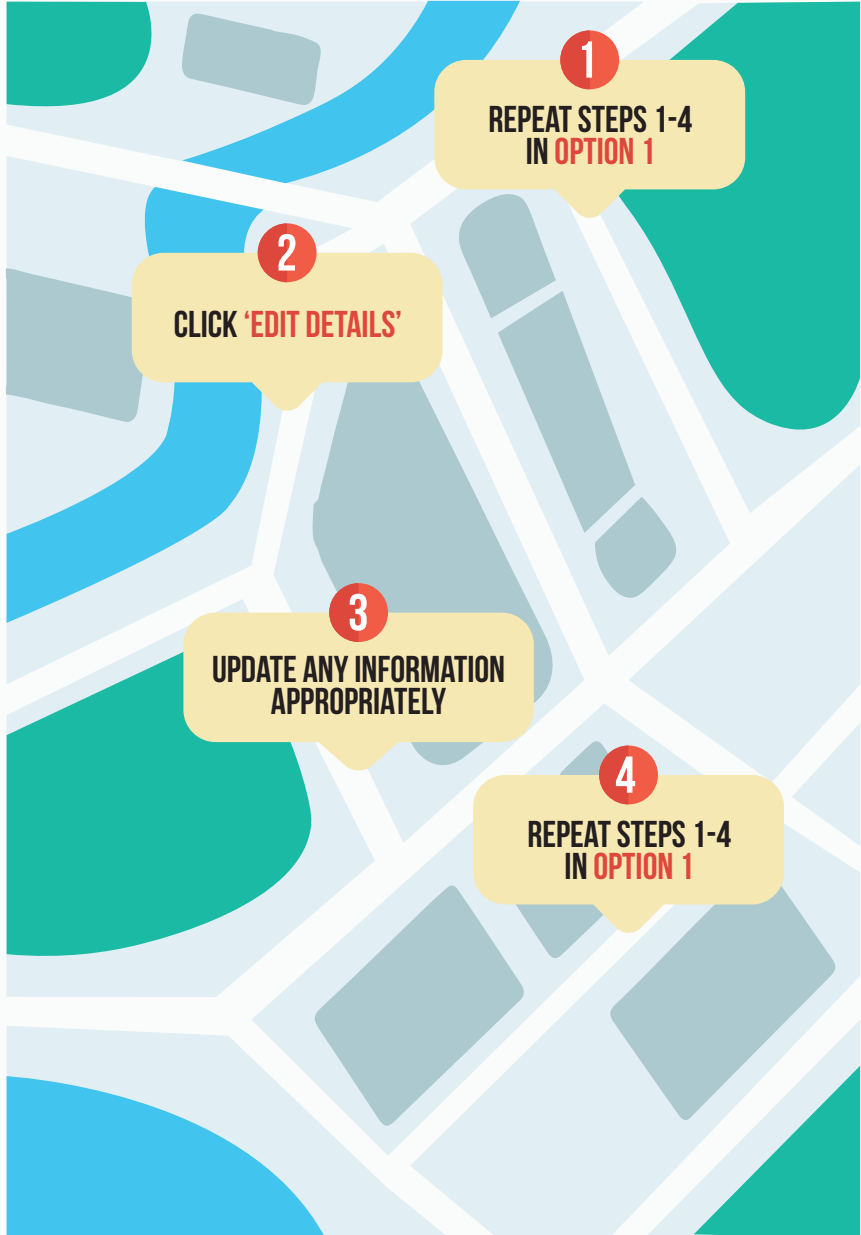 1
REPEAT STEPS 1-4
IN OPTION 1
2
CLICK ‘EDIT DETAILS’
3
UPDATE ANY INFORMATION
APPROPRIATELY
4
REPEAT STEPS 1-4
IN OPTION 1